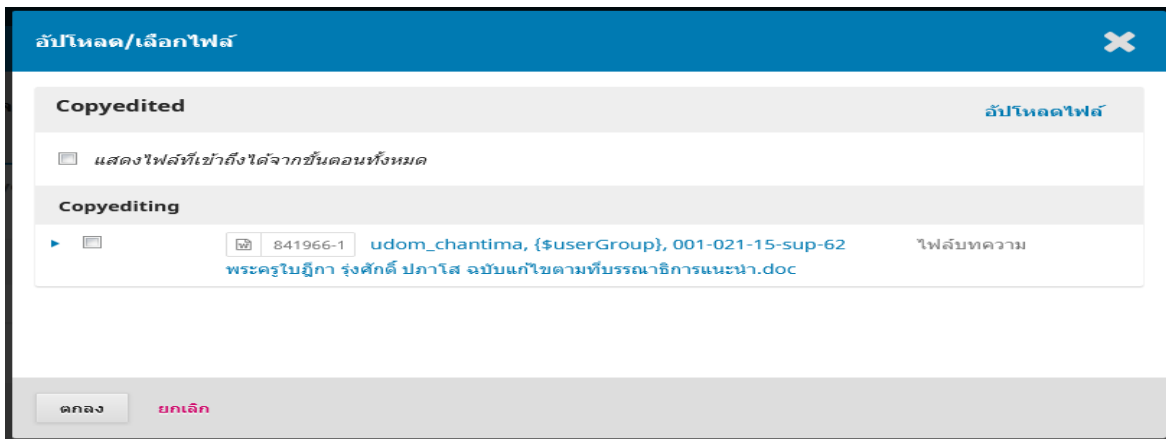 อัปโหลด/เลือกไฟล์
Copyedited
อัปโหลดไฟล์
แสดงไฟล์ที่เข้าถึงได้จากขั้นตอนทั้งหมด
Copyediting
841966-1 udom_chantima, {$userGroup}, 001-021-15-sup-62 ไฟล์บทความ
พระครูใบฎีกา รุ่งศักดิ์ ปภาโส ฉบับแก้ไขตามที่บรรณาธิการแนะนำ.doc
ตกลง ยกเลิก